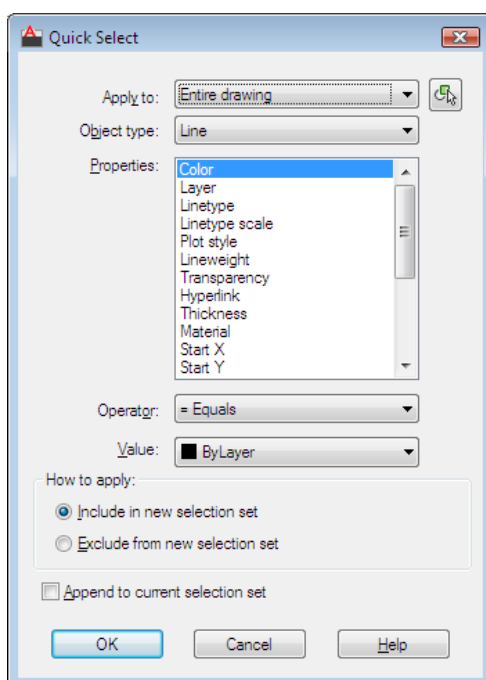 Quick Select
Apply to: Entire drawing
Object type: Line
Properties: Color
Layer
Linetype
Linetype scale
Plot style
Lineweight
Transparency
Hyperlink
Thickness
Material
Start X
Start Y
Operator: = Equals
Value: ByLayer
How to apply:
Include in new selection set
Exclude from new selection set
Append to current selection set
OK Cancel Help